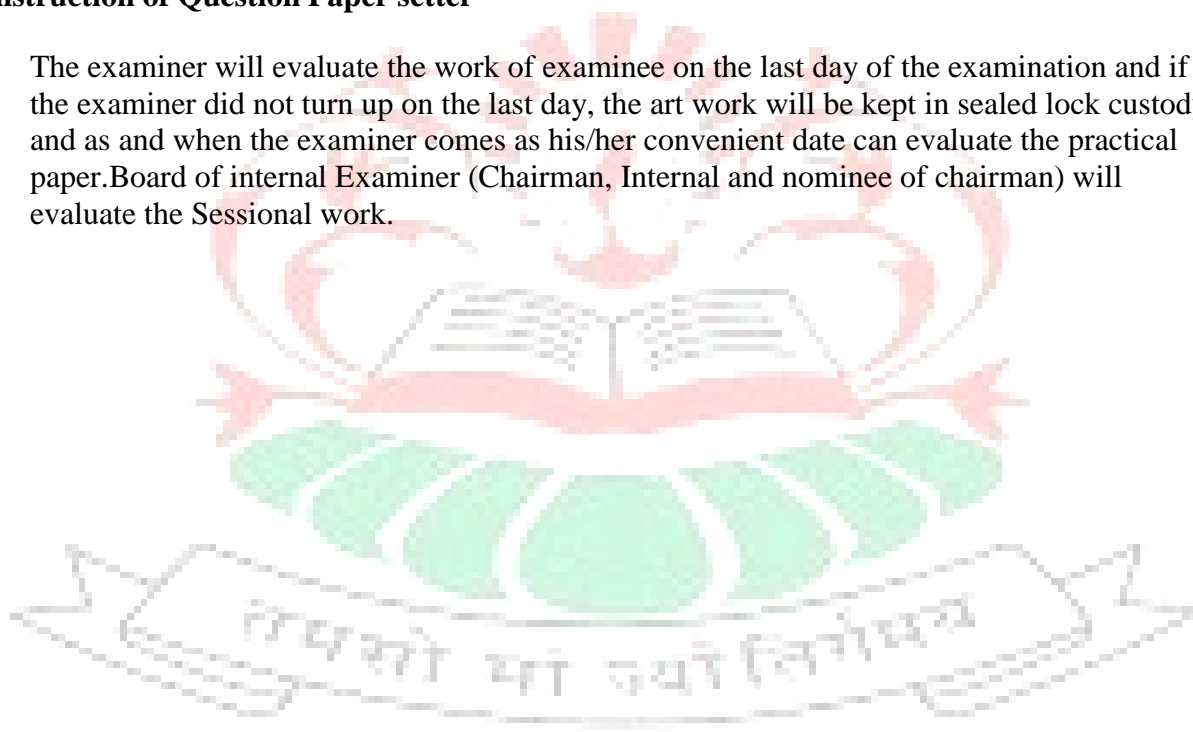 nstruction of Question Paper setter
The examiner will evaluate the work of examinee on the last day of the examination and if
the examiner did not turn up on the last day, the art work will be kept in sealed lock custod
and as and when the examiner comes as his/her convenient date can evaluate the practical
paper.Board of internal Examiner (Chairman, Internal and nominee of chairman) will
evaluate the Sessional work.
तमसो मा ज्योतिर्गमय